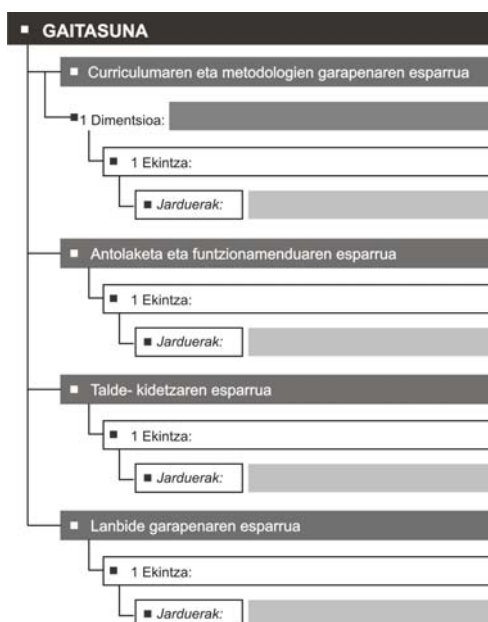 GAITASUNA
Curriculumaren eta metodologien garapenaren esparrua
1 Dimentsioa:
1 Ekintza:
Jarduerak:
Antolaketa eta funtzionamenduaren esparrua
1 Ekintza:
Jarduerak:
Talde- kidetzaren esparrua
1 Ekintza:
Jarduerak:
Lanbide garapenaren esparrua
1 Ekintza:
Jarduerak: